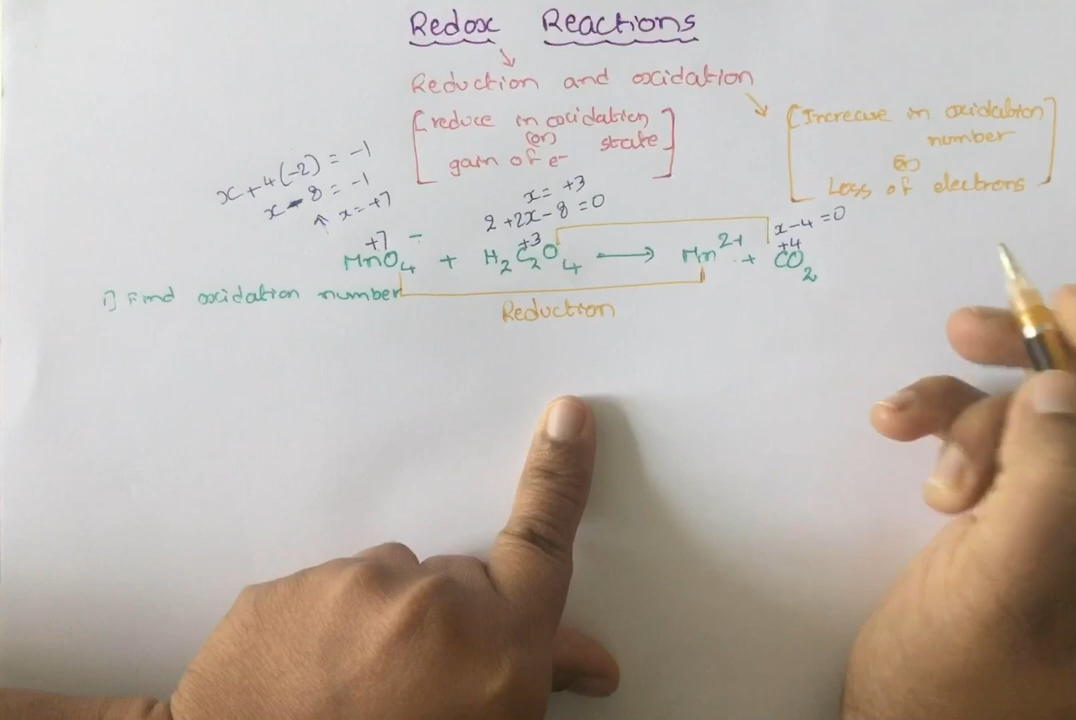 Redox Reactions
↘
Reduction and oxidation
[reduce in oxidation state (or) gain of e-]
↘ [Increase in oxidation number (or) Loss of electrons]
x+4(-2) = -1
x-8 = -1
↑ x=+7
x= +3
2+2x-8=0
x-4=0
+7 +3 +4
MnO₄⁻ + H₂C₂O₄ ⟶ Mn²⁺ + CO₂
1) Find oxidation number
Reduction